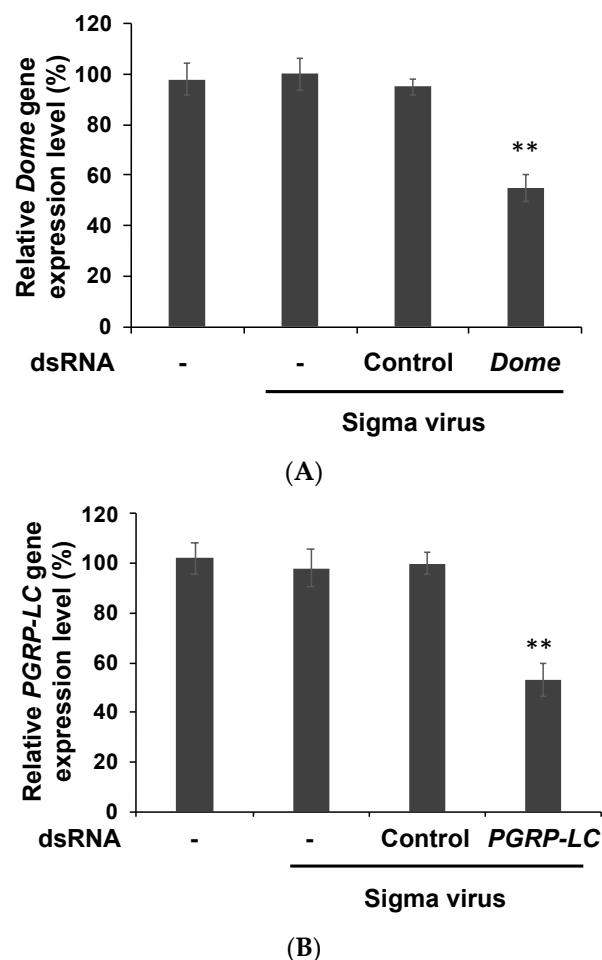 Relative Dome gene
expression level (%)
120
100
80
60
40
20
0
**
dsRNA - - Control Dome
Sigma virus
(A)
Relative PGRP-LC gene
expression level (%)
120
100
80
60
40
20
0
**
dsRNA - - Control PGRP-LC
Sigma virus
(B)